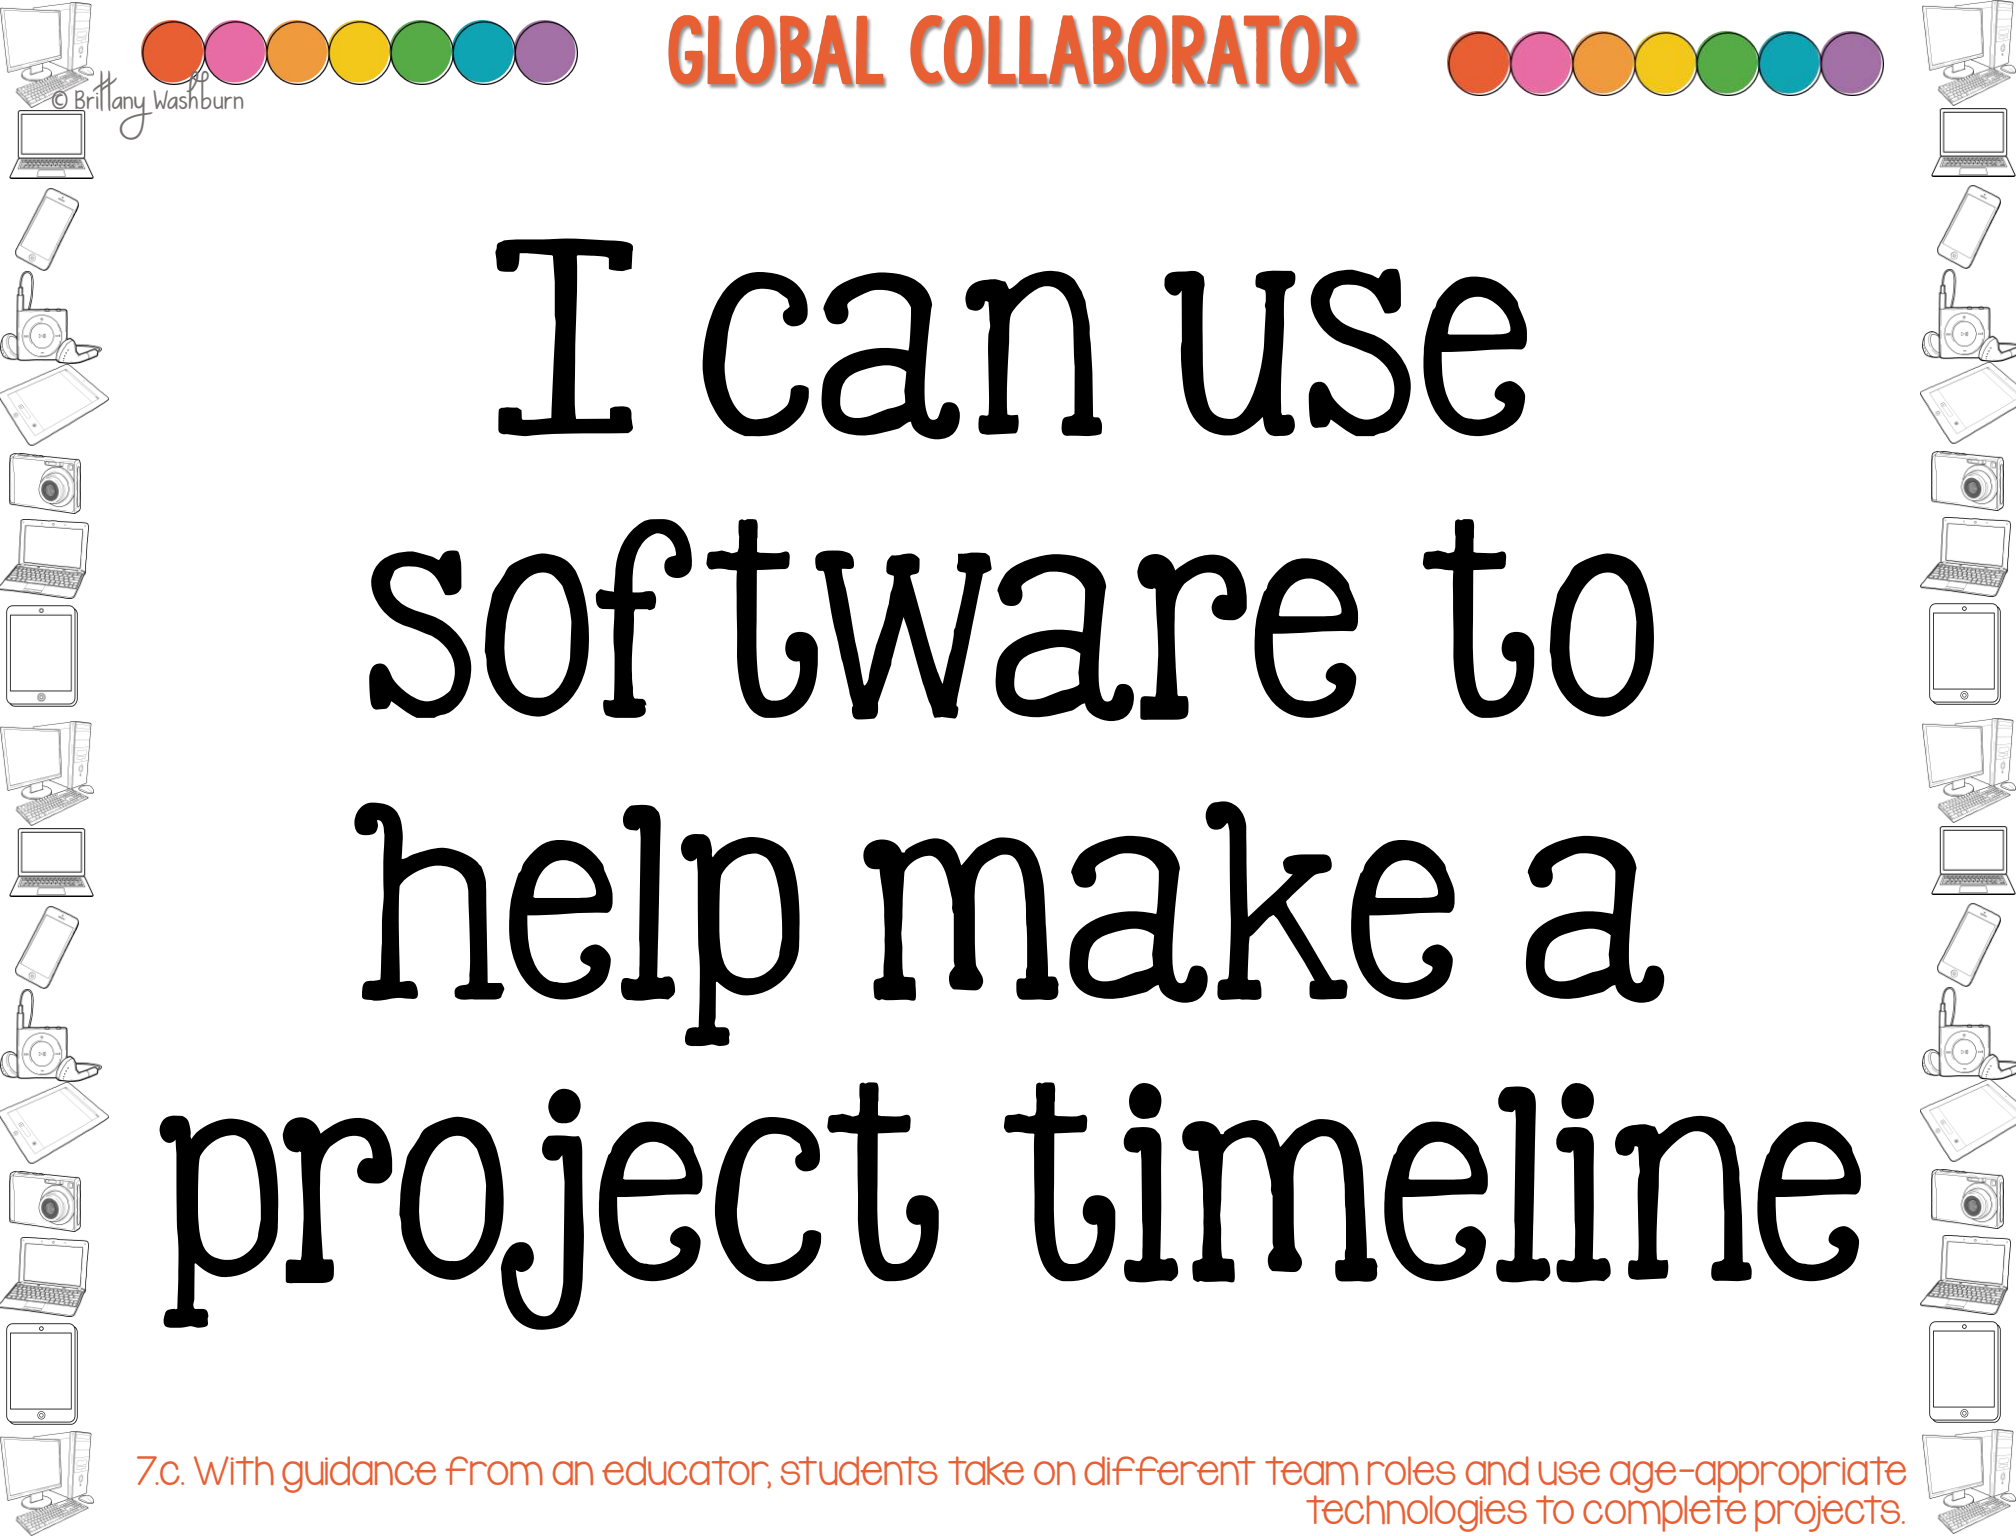 GLOBAL COLLABORATOR
© Brittany Washburn
I can use
software to
help make a
project timeline
7.c. With guidance from an educator, students take on different team roles and use age-appropriate
technologies to complete projects.